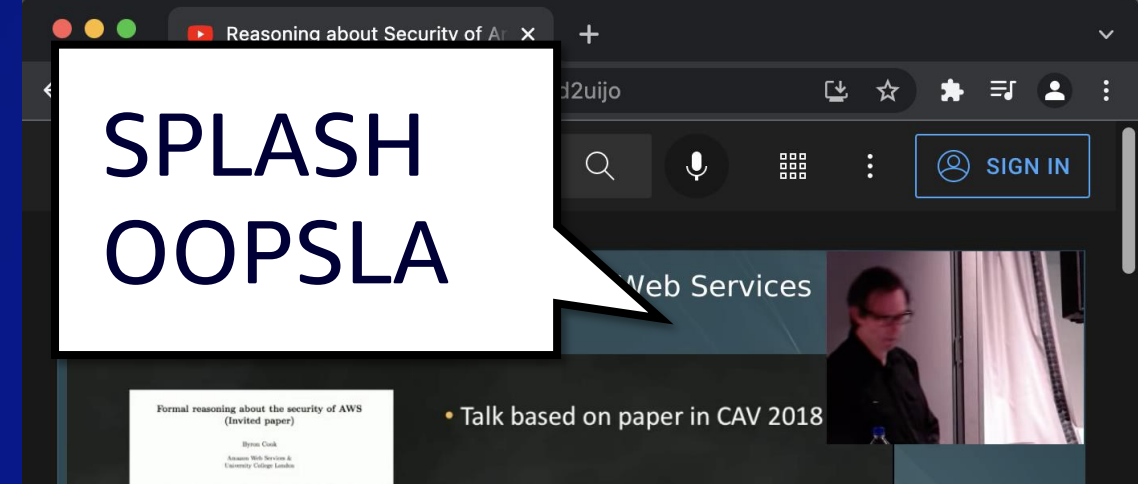 Reasoning about Security of
d2uijo
SPLASH
OOPSLA
SIGN IN
Web Services
Formal reasoning about the security of AWS
(Invited paper)
Byron Cook
Amazon Web Services &
University College London
• Talk based on paper in CAV 2018